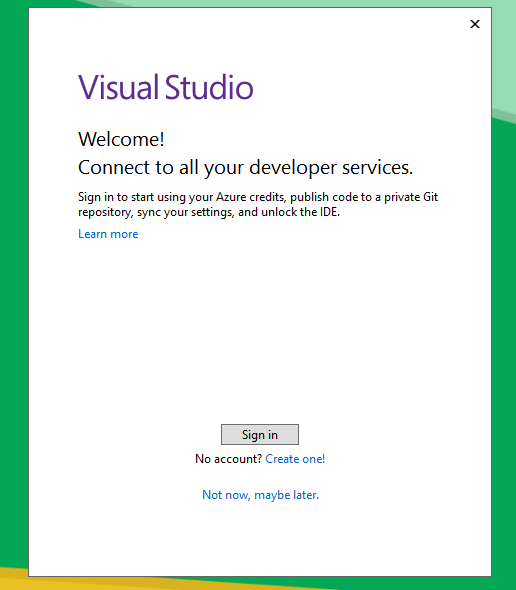 Visual Studio
Welcome!
Connect to all your developer services.
Sign in to start using your Azure credits, publish code to a private Git
repository, sync your settings, and unlock the IDE.
Learn more
Sign in
No account? Create one!
Not now, maybe later.